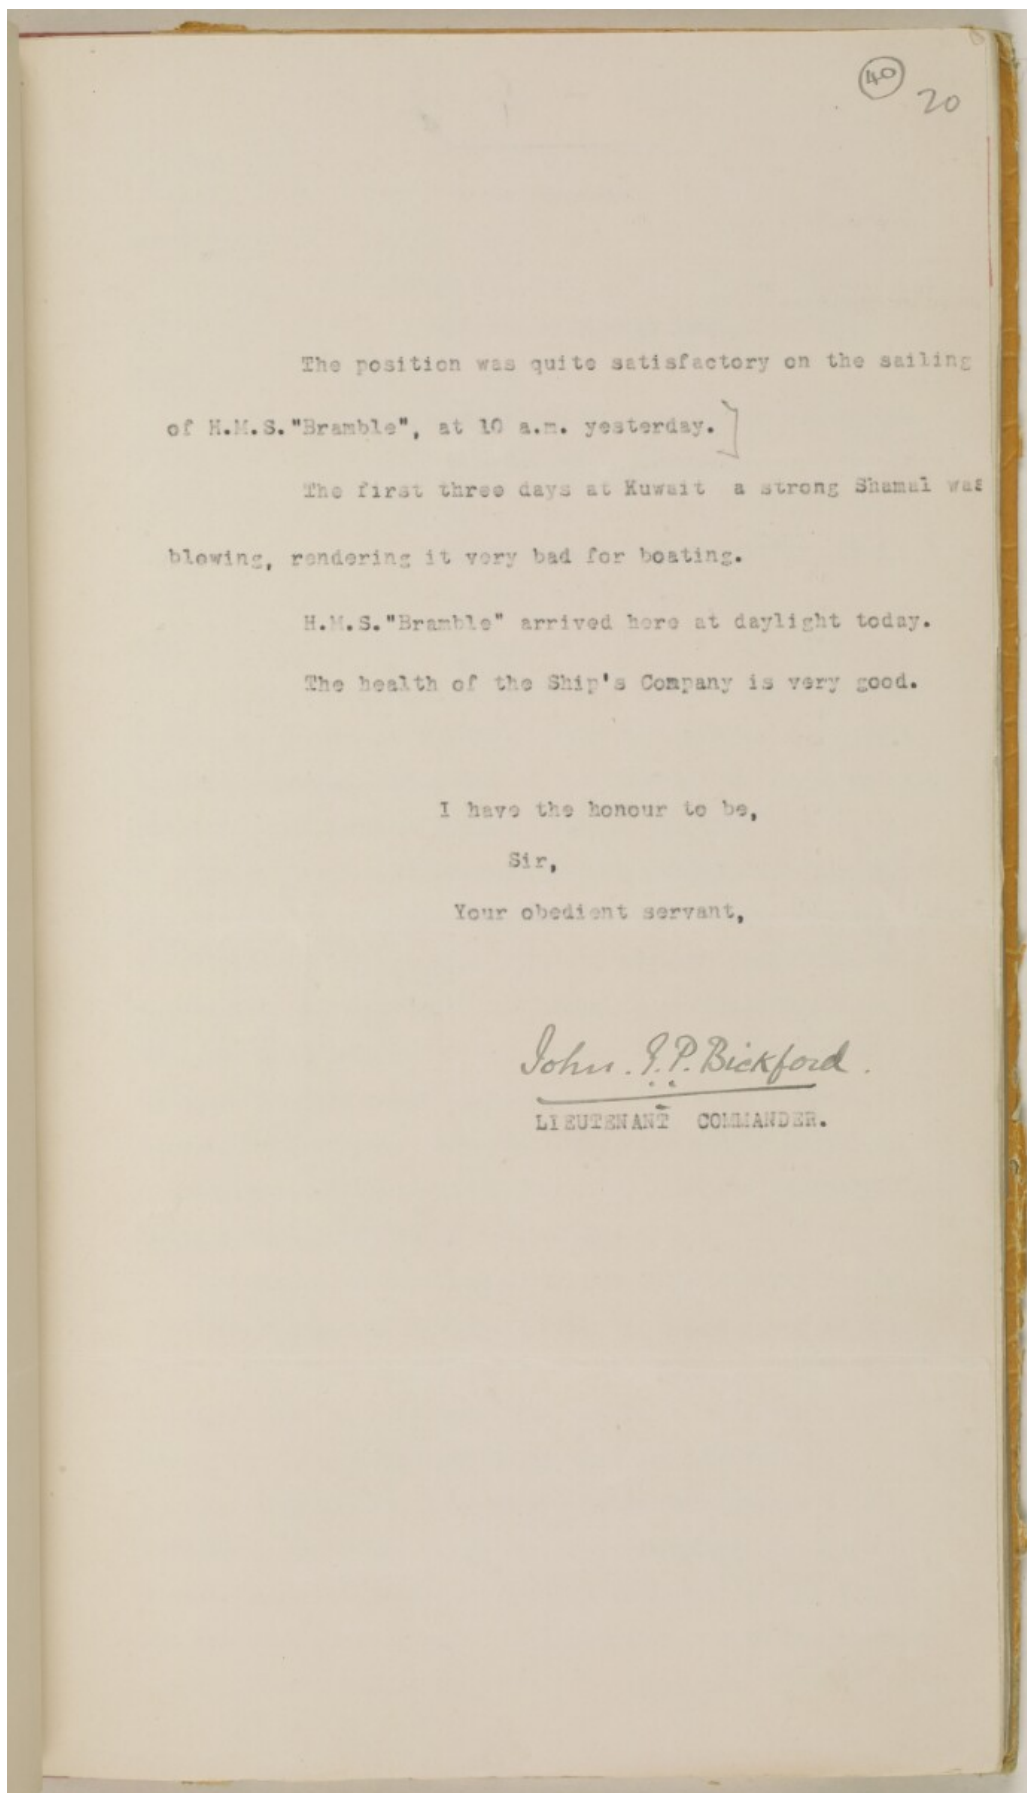 40
20
The position was quite satisfactory on the sailing
of H.M.S."Bramble", at 10 a.m. yesterday.]
The first three days at Kuwait a strong Shamal was
blowing, rendering it very bad for boating.
H.M.S."Bramble" arrived here at daylight today.
The health of the Ship's Company is very good.
I have the honour to be,
Sir,
Your obedient servant,
John. G.P. Bickford.
LIEUTENANT COMMANDER.